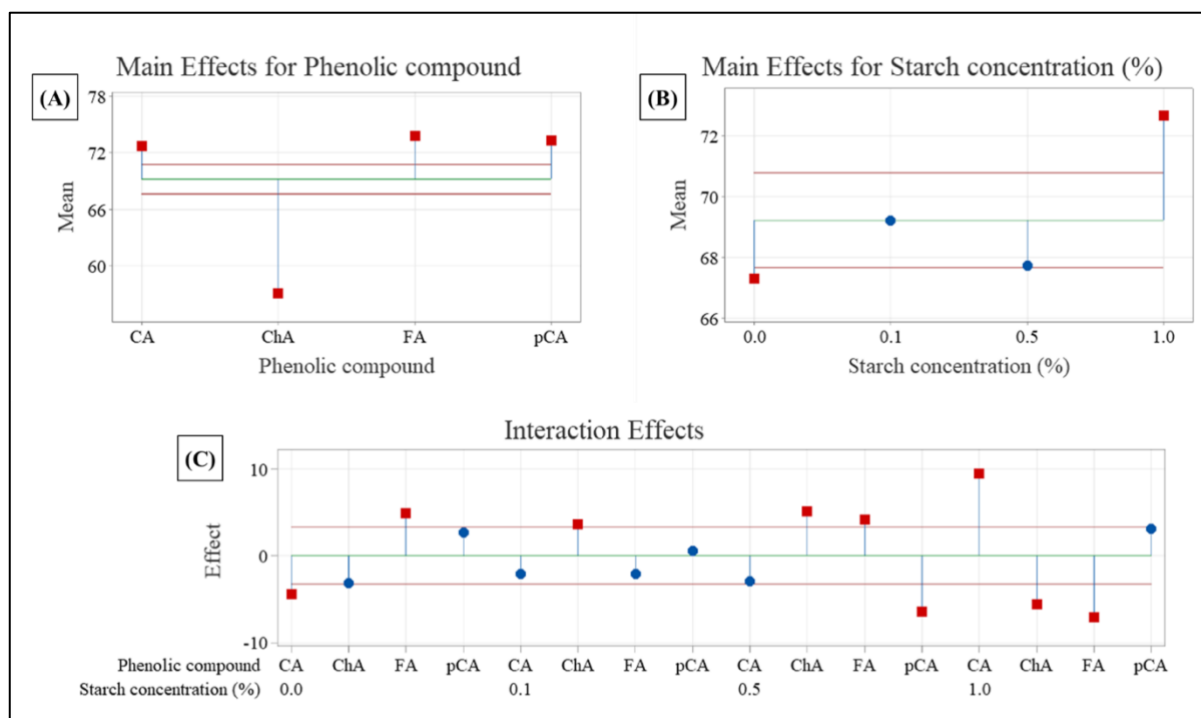 Main Effects for Phenolic compound
(A)
78
72
66
60
Mean
CA ChA FA pCA
Phenolic compound
Main Effects for Starch concentration (%)
(B)
72
70
68
66
Mean
0.0 0.1 0.5 1.0
Starch concentration (%)
Interaction Effects
(C)
10
0
-10
Effect
Phenolic compound CA ChA FA pCA CA ChA FA pCA CA ChA FA pCA CA ChA FA pCA
Starch concentration (%) 0.0 0.1 0.5 1.0